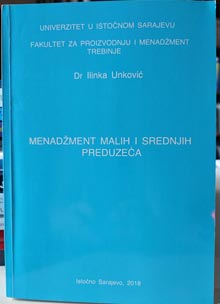 UNIVERZITET U ISTOČNOM SARAJEVU
FAKULTET ZA PROIZVODNJU I MENADŽMENT
TREBINJE
Dr Ilinka Unković
MENADŽMENT MALIH I SREDNJIH
PREDUZEĆA
Istočno Sarajevo, 2018